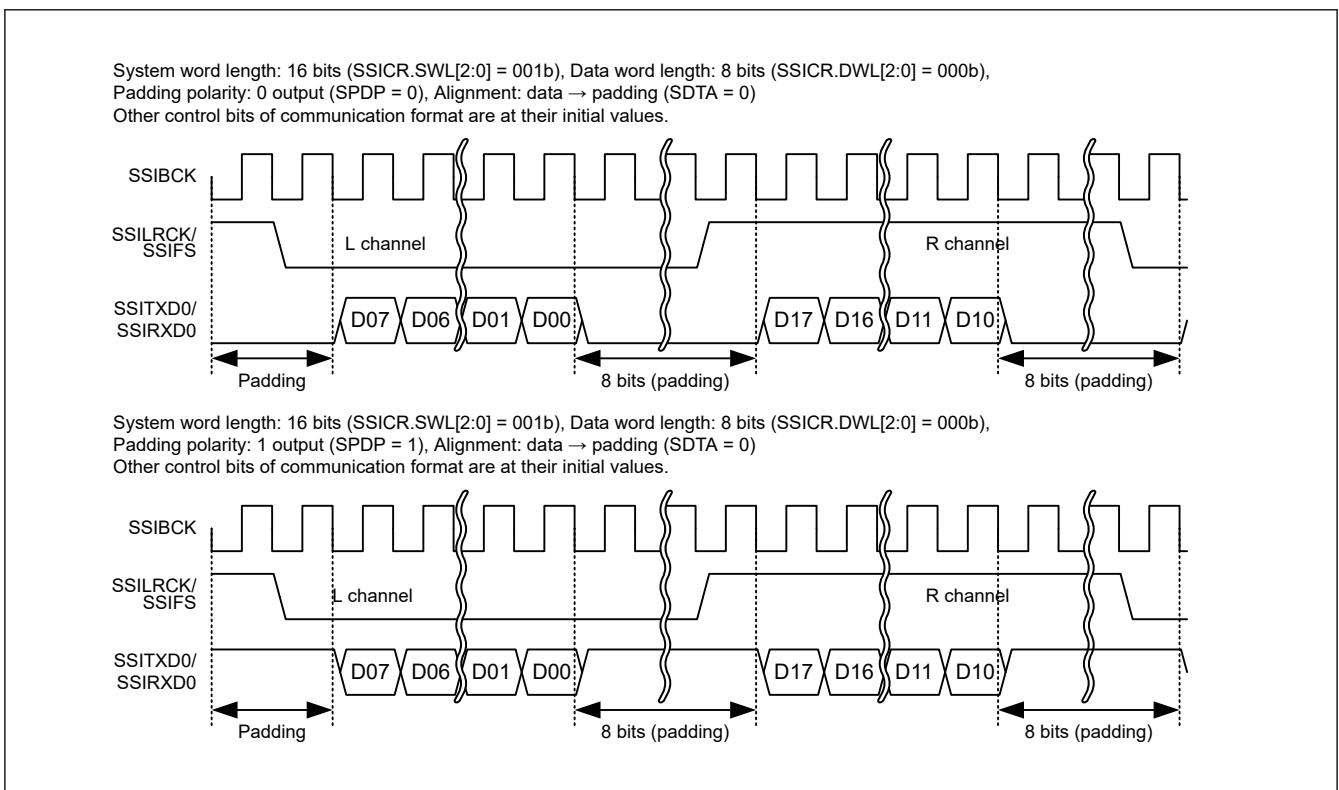 System word length: 16 bits (SSICR.SWL[2:0] = 001b), Data word length: 8 bits (SSICR.DWL[2:0] = 000b),
Padding polarity: 0 output (SPDP = 0), Alignment: data → padding (SDTA = 0)
Other control bits of communication format are at their initial values.
SSIBCK
SSILRCK/
SSIFS
L channel
R channel
SSITXD0/
SSIRXD0
D07 D06 D01 D00 D17 D16 D11 D10
Padding 8 bits (padding) 8 bits (padding)
System word length: 16 bits (SSICR.SWL[2:0] = 001b), Data word length: 8 bits (SSICR.DWL[2:0] = 000b),
Padding polarity: 1 output (SPDP = 1), Alignment: data → padding (SDTA = 0)
Other control bits of communication format are at their initial values.
SSIBCK
SSILRCK/
SSIFS
L channel
R channel
SSITXD0/
SSIRXD0
D07 D06 D01 D00 D17 D16 D11 D10
Padding 8 bits (padding) 8 bits (padding)